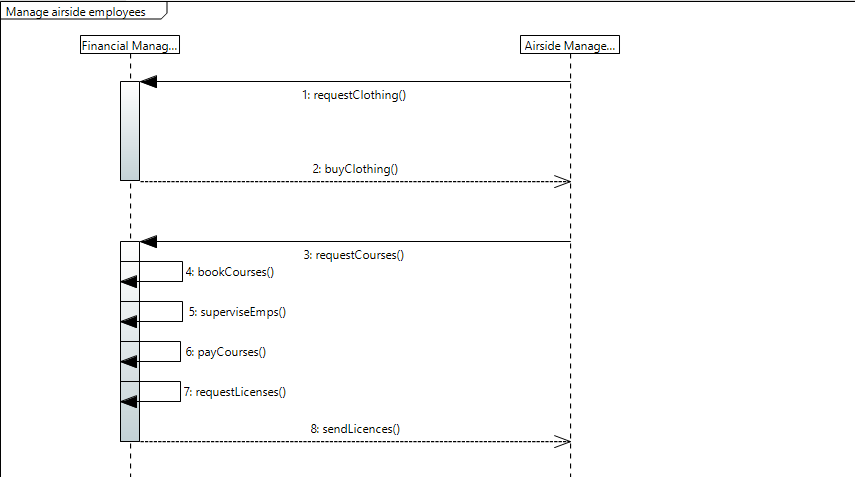 Manage airside employees
Financial Manag...
Airside Manage...
1: requestClothing()
2: buyClothing()
3: requestCourses()
4: bookCourses()
5: superviseEmps()
6: payCourses()
7: requestLicenses()
8: sendLicences()